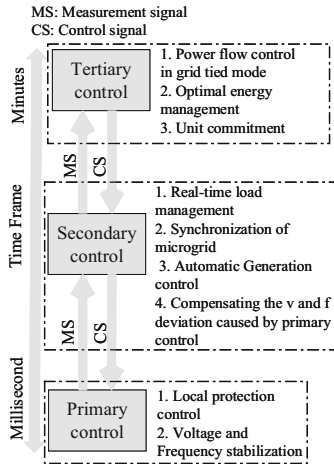 MS: Measurement signal
CS: Control signal
Minutes
Time Frame
Millisecond
Tertiary
control
1. Power flow control
in grid tied mode
2. Optimal energy
management
3. Unit commitment
MS
CS
Secondary
control
1. Real-time load
management
2. Synchronization of
microgrid
3. Automatic Generation
control
4. Compensating the v and f
deviation caused by primary
control
MS
CS
Primary
control
1. Local protection
control
2. Voltage and
Frequency stabilization